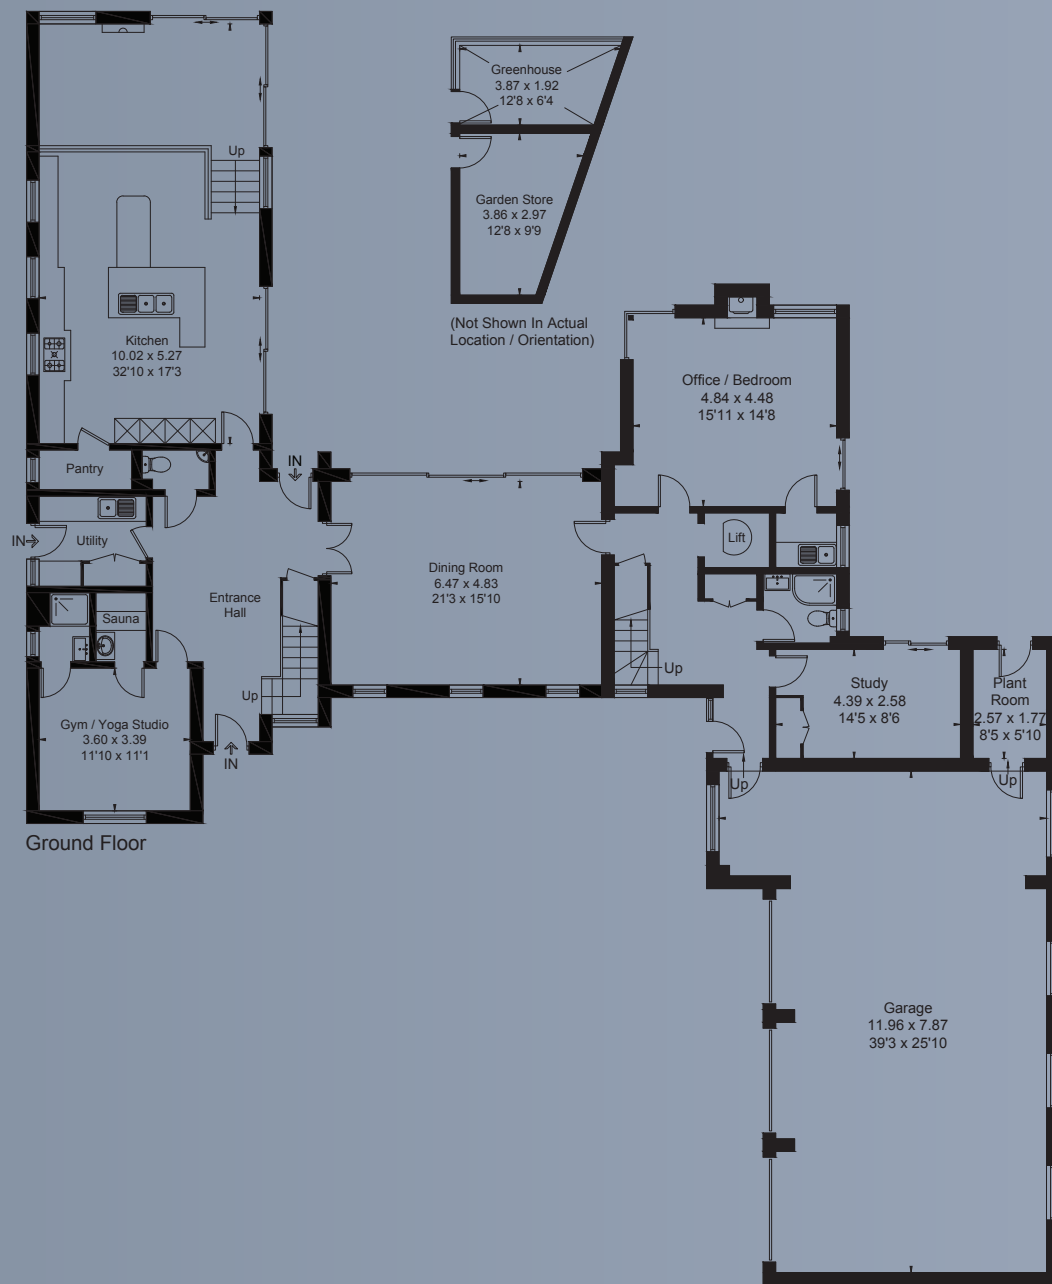 Greenhouse
3.87 x 1.92
12'8 x 6'4
Up
Garden Store
3.86 x 2.97
12'8 x 9'9
(Not Shown In Actual
Location / Orientation)
Kitchen
10.02 x 5.27
32'10 x 17'3
Office / Bedroom
4.84 x 4.48
15'11 x 14'8
Pantry
IN
IN
Utility
Lift
Dining Room
6.47 x 4.83
21'3 x 15'10
Entrance
Hall
Sauna
Up
Up
Study
4.39 x 2.58
14'5 x 8'6
Plant
Room
2.57 x 1.77
8'5 x 5'10
Gym / Yoga Studio
3.60 x 3.39
11'10 x 11'1
IN
Up
Up
Ground Floor
Garage
11.96 x 7.87
39'3 x 25'10